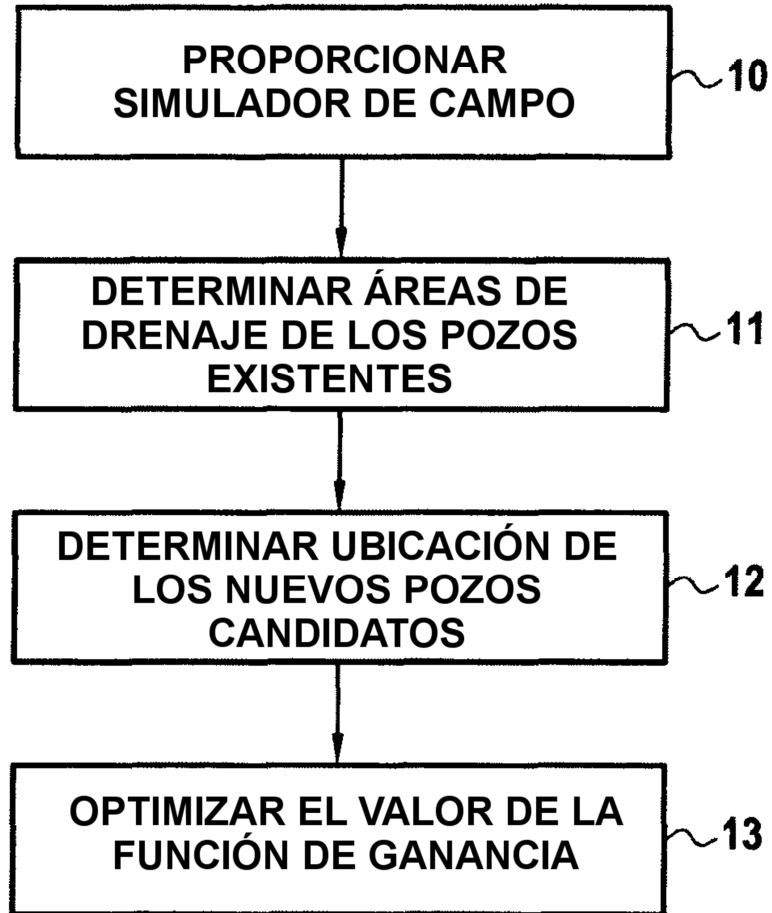 PROPORCIONAR
SIMULADOR DE CAMPO
10
DETERMINAR ÁREAS DE
DRENAJE DE LOS POZOS
EXISTENTES
11
DETERMINAR UBICACIÓN DE
LOS NUEVOS POZOS
CANDIDATOS
12
OPTIMIZAR EL VALOR DE LA
FUNCIÓN DE GANANCIA
13